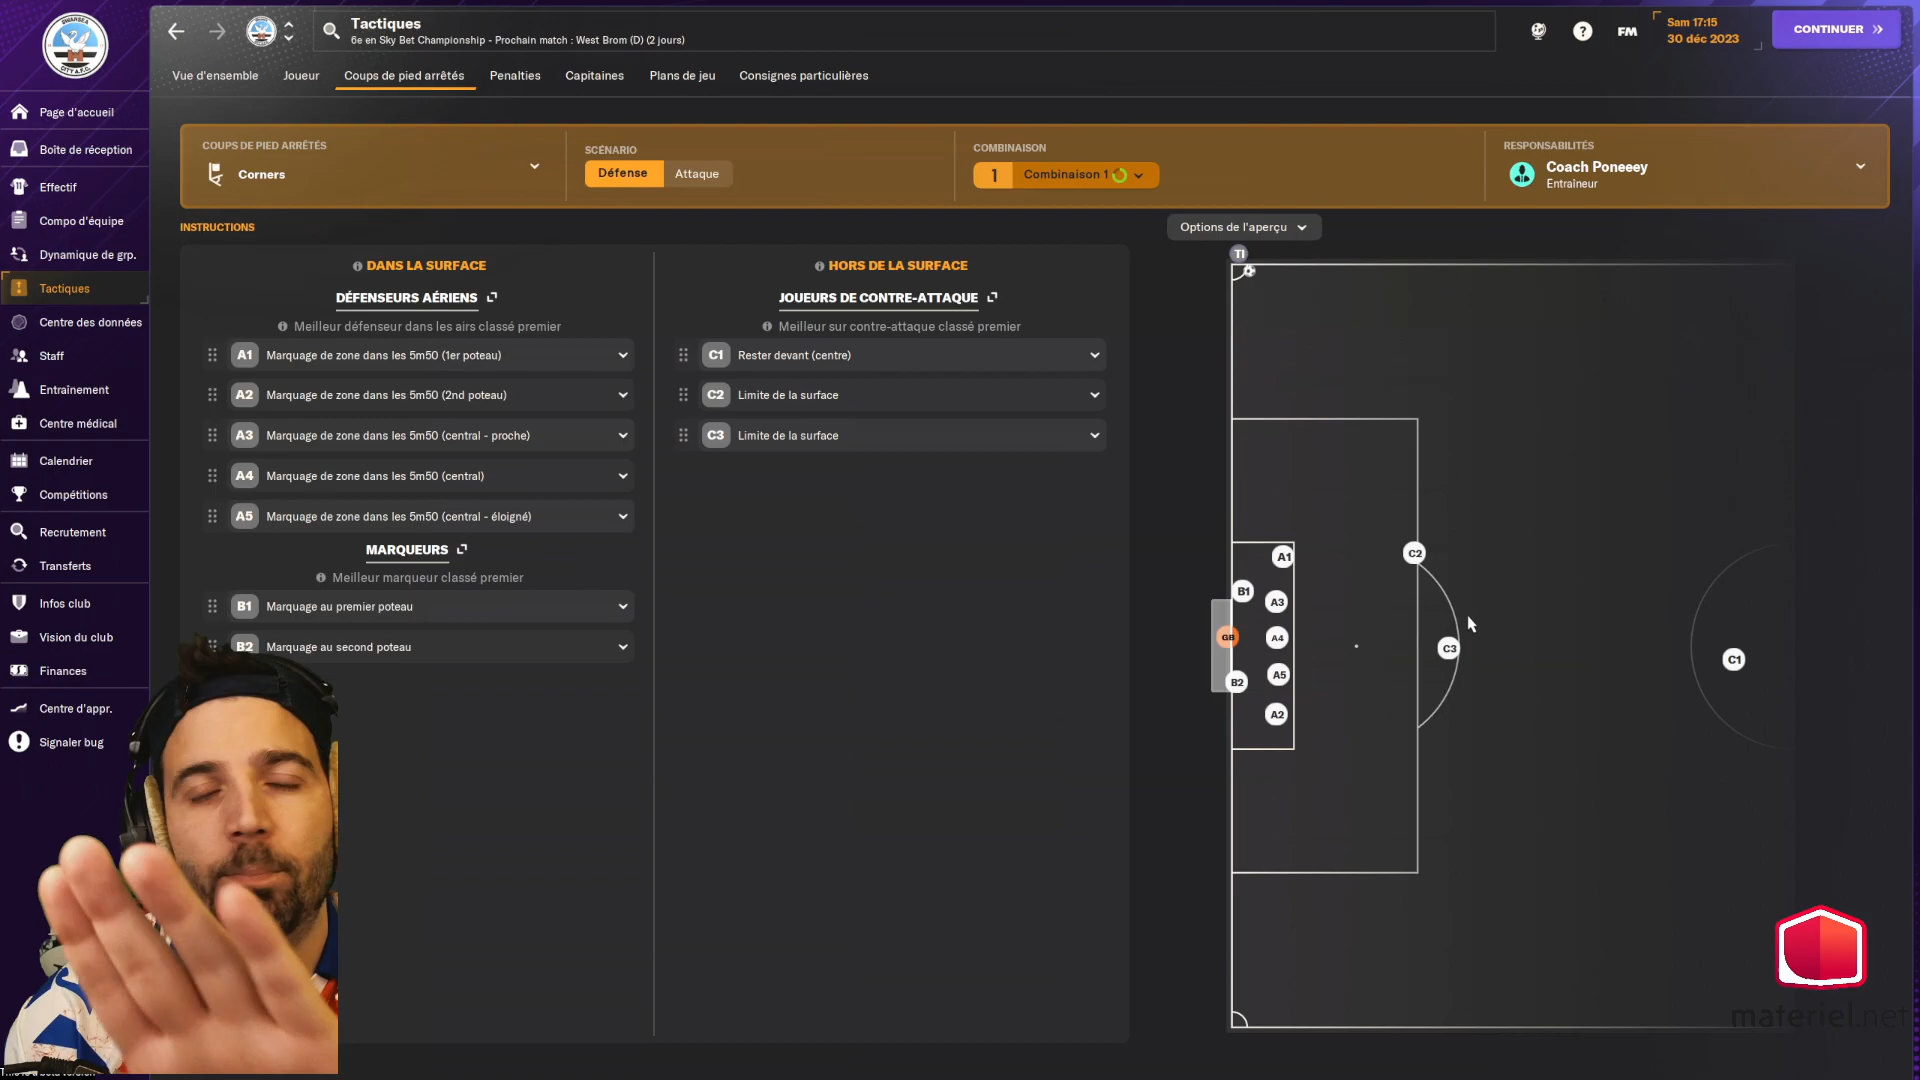 SWANSEA
CITY A.F.C.
Tactiques
6e en Sky Bet Championship - Prochain match : West Brom (D) (2 jours)
FM
Sam 17:15
30 déc 2023
CONTINUER
Vue d'ensemble
Joueur
Coups de pied arrêtés
Penalties
Capitaines
Plans de jeu
Consignes particulières
Page d'accueil
Boîte de réception
Effectif
Compo d'équipe
Dynamique de grp.
Tactiques
Centre des données
Staff
Entraînement
Centre médical
Calendrier
Compétitions
Recrutement
Transferts
Infos club
Vision du club
Finances
Centre d'appr.
Signaler bug
COUPS DE PIED ARRÊTÉS
Corners
SCÉNARIO
Défense
Attaque
COMBINAISON
1
Combinaison 1
RESPONSABILITÉS
Coach Poneeey
Entraîneur
INSTRUCTIONS
Options de l'aperçu
DANS LA SURFACE
DÉFENSEURS AÉRIENS
Meilleur défenseur dans les airs classé premier
A1 Marquage de zone dans les 5m50 (1er poteau)
A2 Marquage de zone dans les 5m50 (2nd poteau)
A3 Marquage de zone dans les 5m50 (central - proche)
A4 Marquage de zone dans les 5m50 (central)
A5 Marquage de zone dans les 5m50 (central - éloigné)
MARQUEURS
Meilleur marqueur classé premier
B1 Marquage au premier poteau
B2 Marquage au second poteau
HORS DE LA SURFACE
JOUEURS DE CONTRE-ATTAQUE
Meilleur sur contre-attaque classé premier
C1 Rester devant (centre)
C2 Limite de la surface
C3 Limite de la surface
TI
A1
C2
B1
A3
GB
A4
C3
C1
A5
B2
A2
materiel.net